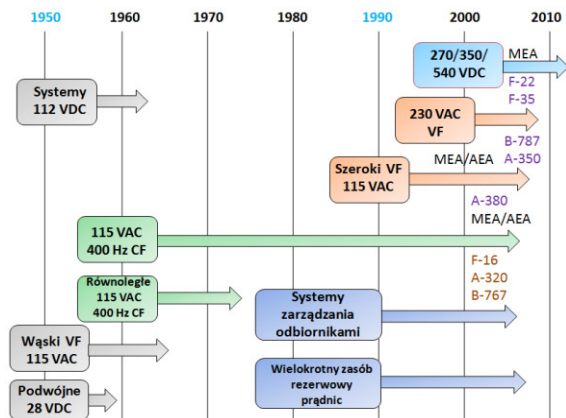 1950 1960 1970 1980 1990 2000 2010
270/350/
540 VDC
MEA
F-22
F-35
Systemy
112 VDC
230 VAC
VF
B-787
A-350
MEA/AEA
Szeroki VF
115 VAC
A-380
MEA/AEA
115 VAC
400 Hz CF
F-16
A-320
B-767
Równoległe
115 VAC
400 Hz CF
Systemy
zarządzania
odbiornikami
Wąski VF
115 VAC
Wielokrotny zasób
rezerwowy
prądnic
Podwójne
28 VDC